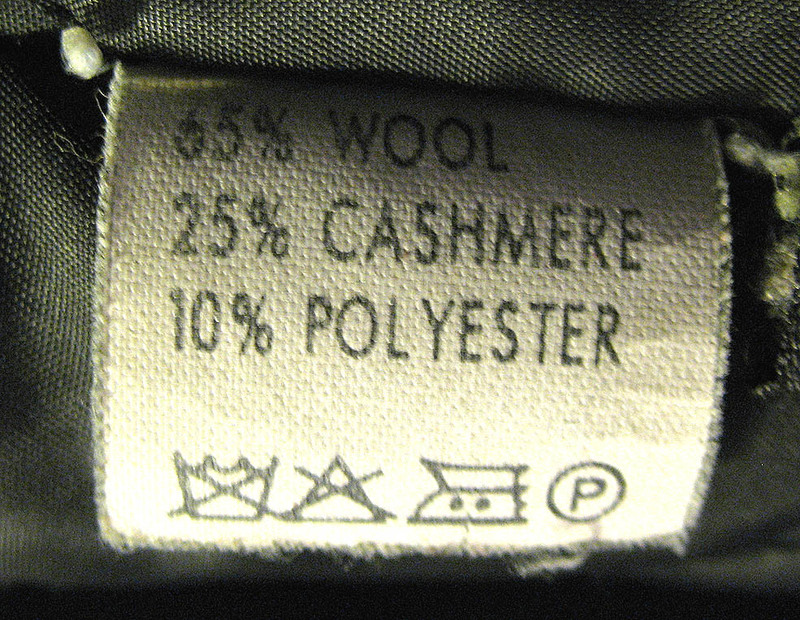 65% WOOL
25% CASHMERE
10% POLYESTER
P